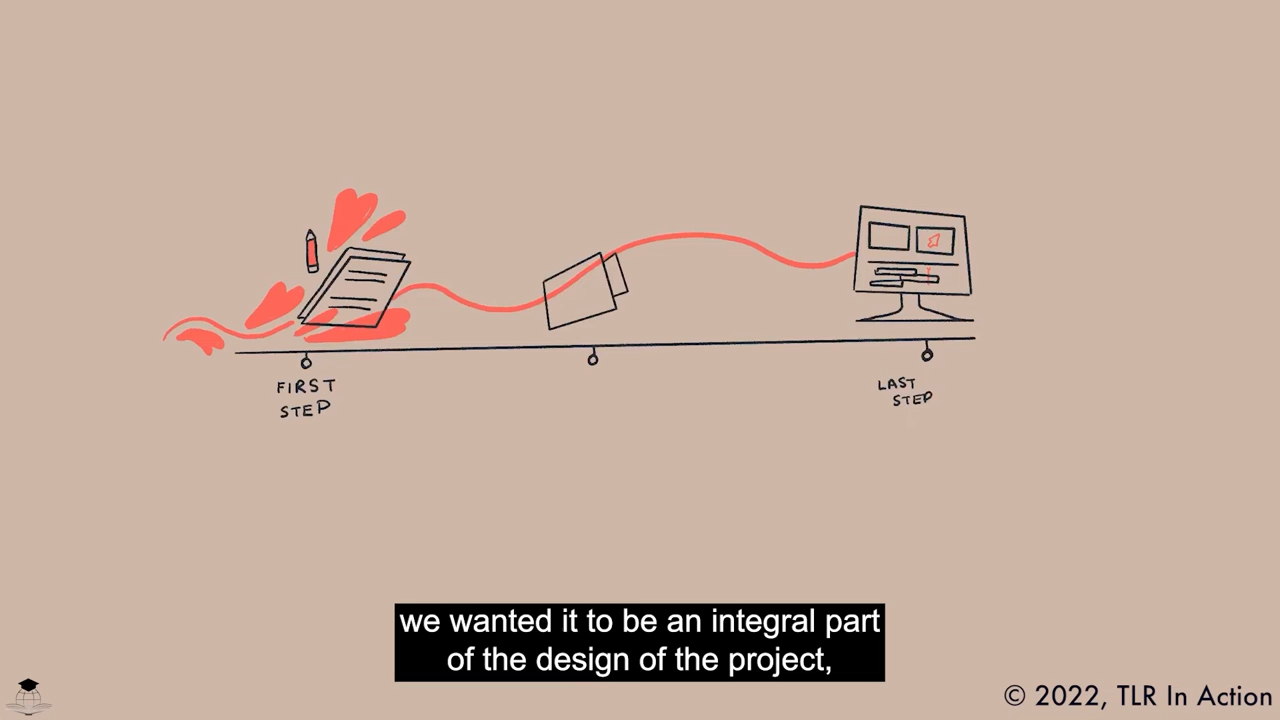 FIRST
STEP
LAST
STEP
we wanted it to be an integral part
of the design of the project,
© 2022, TLR In Action